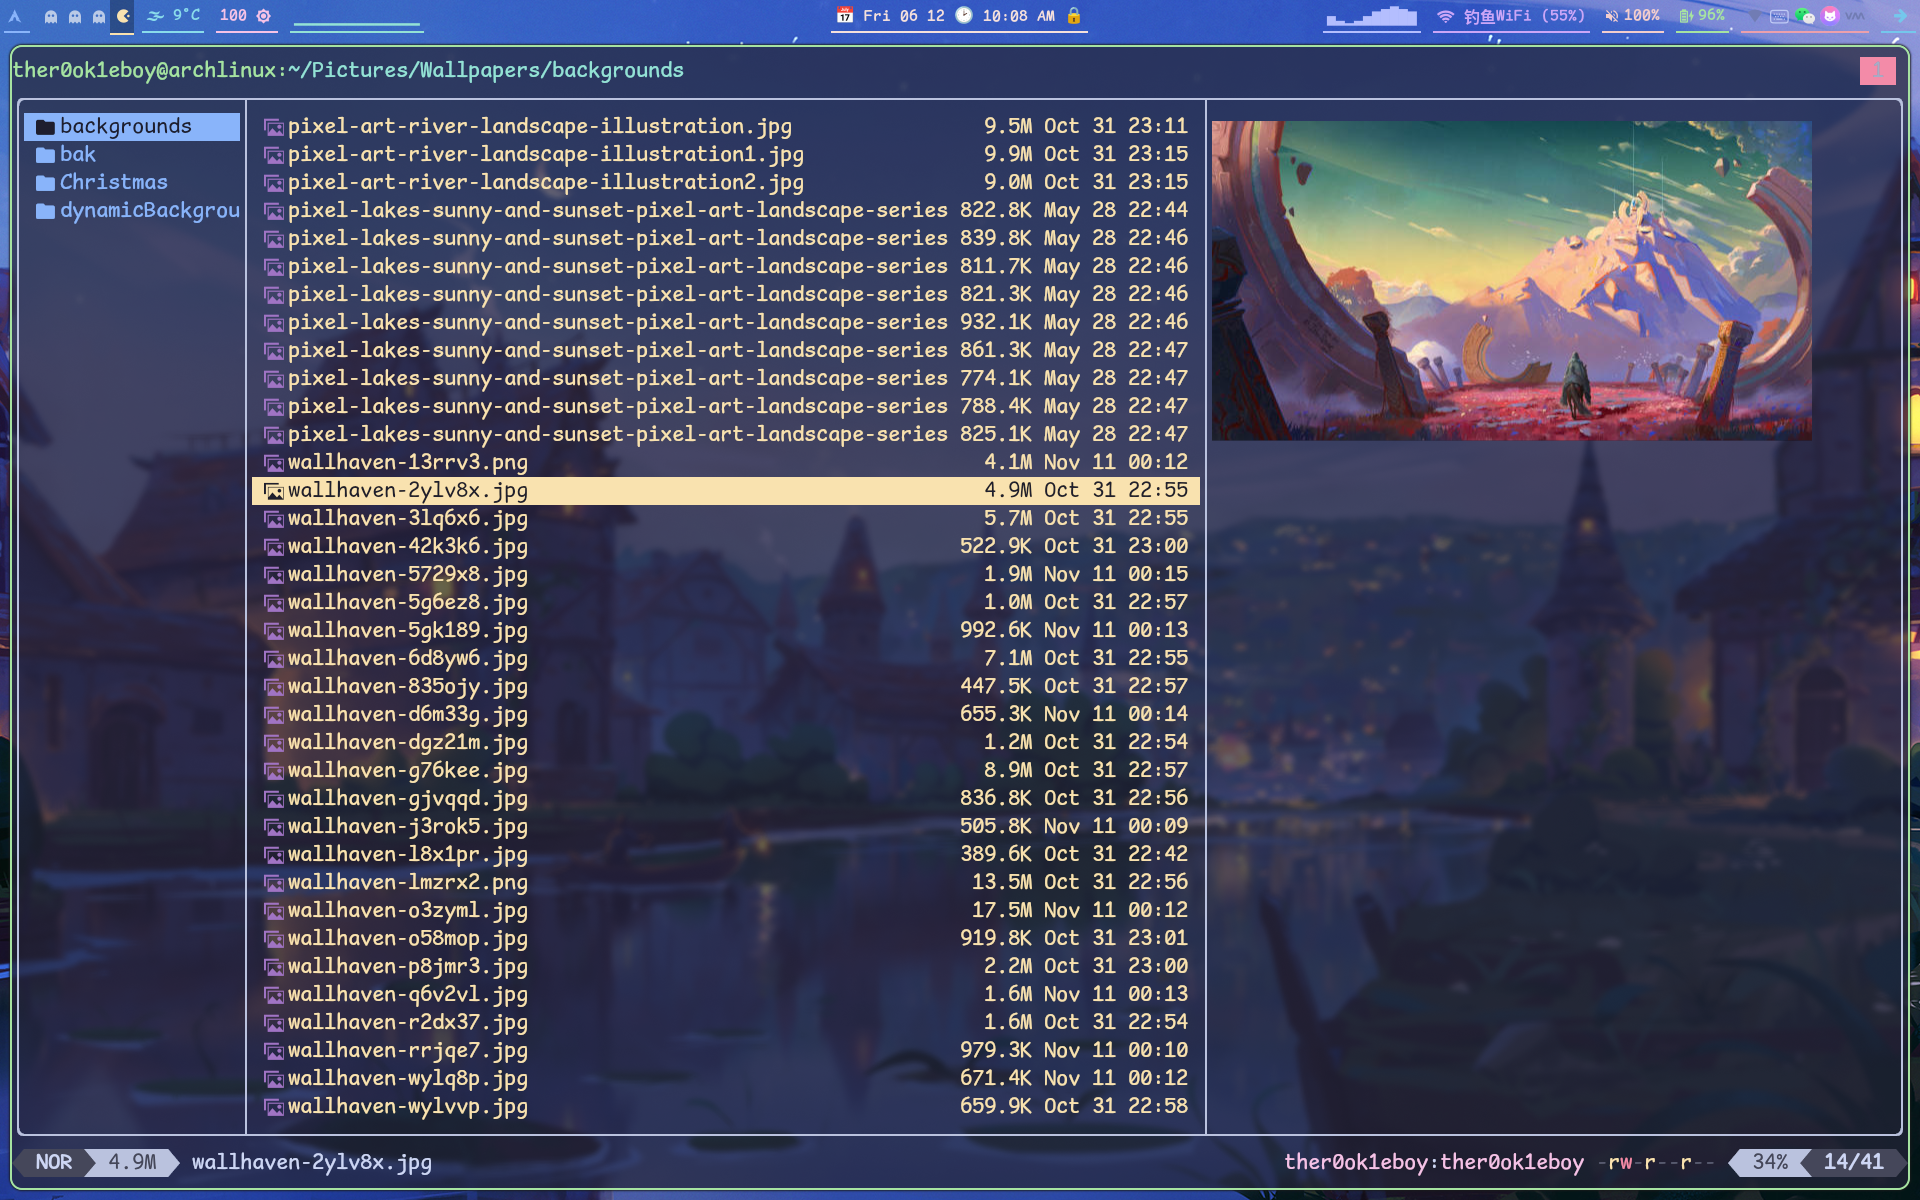 9°C 100 Fri 06 12 10:08 AM 钓鱼WiFi (55%) 100% 96%
ther0ok1eboy@archlinux:~/Pictures/Wallpapers/backgrounds 1
backgrounds
bak
Christmas
dynamicBackgrou
pixel-art-river-landscape-illustration.jpg 9.5M Oct 31 23:11
pixel-art-river-landscape-illustration1.jpg 9.9M Oct 31 23:15
pixel-art-river-landscape-illustration2.jpg 9.0M Oct 31 23:15
pixel-lakes-sunny-and-sunset-pixel-art-landscape-series 822.8K May 28 22:44
pixel-lakes-sunny-and-sunset-pixel-art-landscape-series 839.8K May 28 22:46
pixel-lakes-sunny-and-sunset-pixel-art-landscape-series 811.7K May 28 22:46
pixel-lakes-sunny-and-sunset-pixel-art-landscape-series 821.3K May 28 22:46
pixel-lakes-sunny-and-sunset-pixel-art-landscape-series 932.1K May 28 22:46
pixel-lakes-sunny-and-sunset-pixel-art-landscape-series 861.3K May 28 22:47
pixel-lakes-sunny-and-sunset-pixel-art-landscape-series 774.1K May 28 22:47
pixel-lakes-sunny-and-sunset-pixel-art-landscape-series 788.4K May 28 22:47
pixel-lakes-sunny-and-sunset-pixel-art-landscape-series 825.1K May 28 22:47
wallhaven-13rrv3.png 4.1M Nov 11 00:12
wallhaven-2ylv8x.jpg 4.9M Oct 31 22:55
wallhaven-3lq6x6.jpg 5.7M Oct 31 22:55
wallhaven-42k3k6.jpg 522.9K Oct 31 23:00
wallhaven-5729x8.jpg 1.9M Nov 11 00:15
wallhaven-5g6ez8.jpg 1.0M Oct 31 22:57
wallhaven-5gk189.jpg 992.6K Nov 11 00:13
wallhaven-6d8yw6.jpg 7.1M Oct 31 22:55
wallhaven-835ojy.jpg 447.5K Oct 31 22:57
wallhaven-d6m33g.jpg 655.3K Nov 11 00:14
wallhaven-dgz21m.jpg 1.2M Oct 31 22:54
wallhaven-g76kee.jpg 8.9M Oct 31 22:57
wallhaven-gjvqqd.jpg 836.8K Oct 31 22:56
wallhaven-j3rok5.jpg 505.8K Nov 11 00:09
wallhaven-l8x1pr.jpg 389.6K Oct 31 22:42
wallhaven-lmzrx2.png 13.5M Oct 31 22:56
wallhaven-o3zyml.jpg 17.5M Nov 11 00:12
wallhaven-o58mop.jpg 919.8K Oct 31 23:01
wallhaven-p8jmr3.jpg 2.2M Oct 31 23:00
wallhaven-q6v2vl.jpg 1.6M Nov 11 00:13
wallhaven-r2dx37.jpg 1.6M Oct 31 22:54
wallhaven-rrjqe7.jpg 979.3K Nov 11 00:10
wallhaven-wylq8p.jpg 671.4K Nov 11 00:12
wallhaven-wylvvp.jpg 659.9K Oct 31 22:58
NOR 4.9M wallhaven-2ylv8x.jpg ther0ok1eboy:ther0ok1eboy -rw-r--r-- 34% 14/41